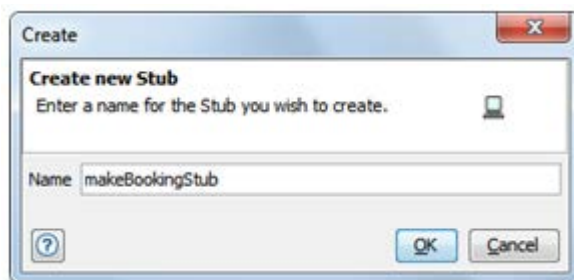 Create
Create new Stub
Enter a name for the Stub you wish to create.
Name makeBookingStub
? OK Cancel